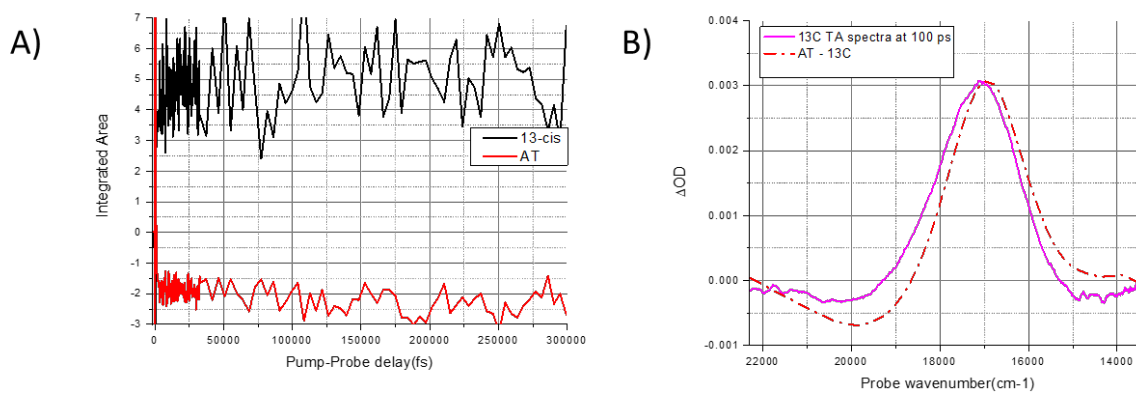 A)
Integrated Area
7
6
5
4
3
2
1
0
-1
-2
-3
13-cis
AT
0
50000
100000
150000
200000
250000
300000
Pump-Probe delay(fs)
B)
ΔOD
0.004
0.003
0.002
0.001
0.000
-0.001
13C TA spectra at 100 ps
AT - 13C
22000
20000
18000
16000
14000
Probe wavenumber(cm-1)